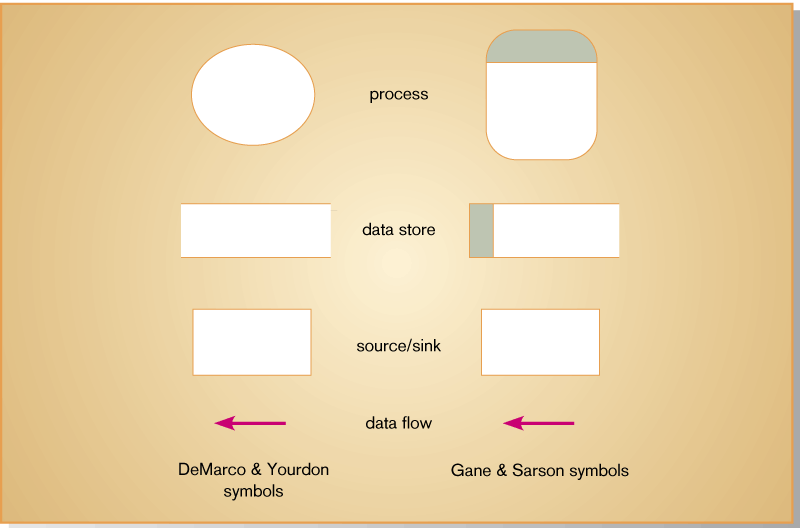 process
data store
source/sink
data flow
DeMarco & Yourdon
symbols
Gane & Sarson symbols